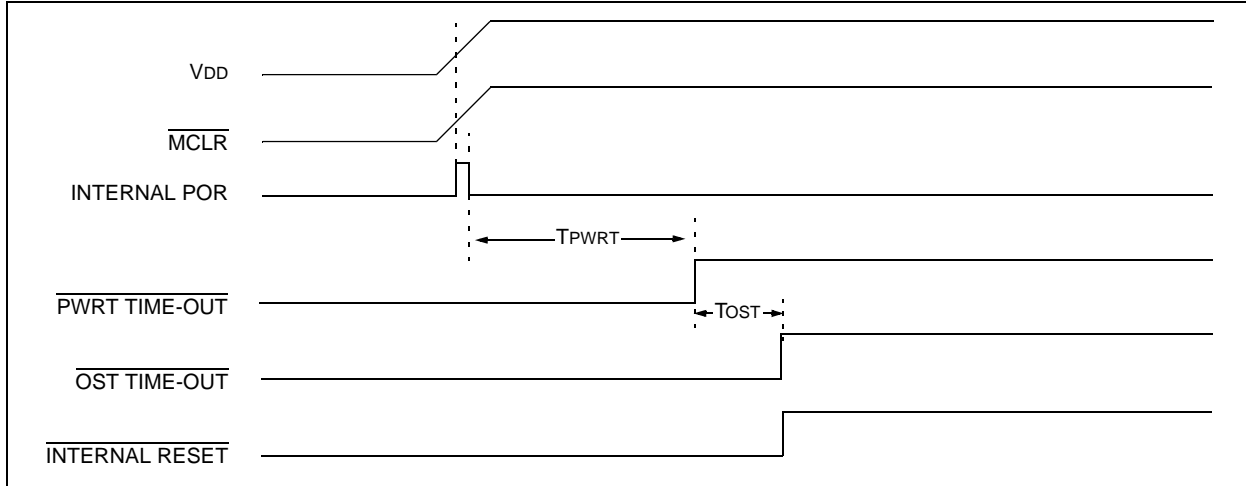 VDD
MCLR
INTERNAL POR
TPWRT
PWRT TIME-OUT
TOST
OST TIME-OUT
INTERNAL RESET